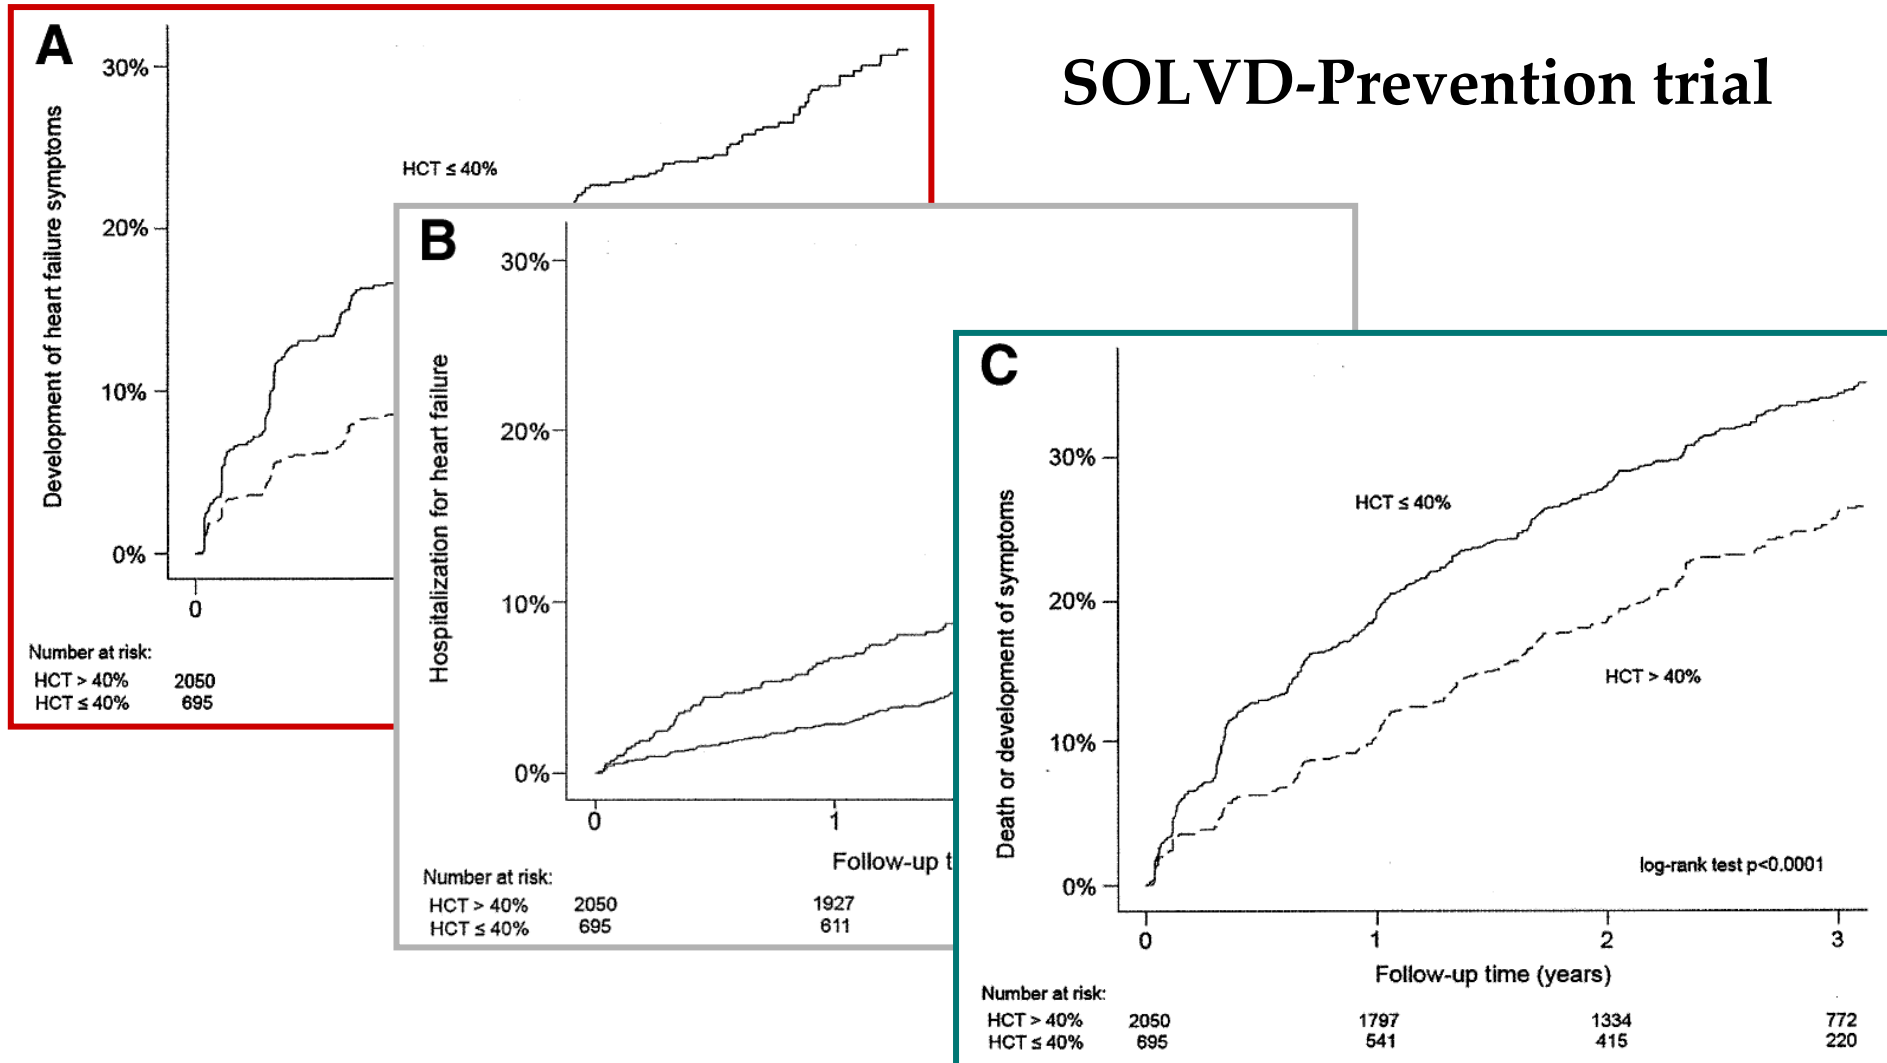 SOLVD-Prevention trial
A
Development of heart failure symptoms
30%
20%
10%
0%
HCT ≤ 40%
0
Number at risk:
HCT > 40% 2050
HCT ≤ 40% 695
B
Hospitalization for heart failure
30%
20%
10%
0%
0 1
Follow-up t
Number at risk:
HCT > 40% 2050 1927
HCT ≤ 40% 695 611
C
Death or development of symptoms
30%
20%
10%
0%
HCT ≤ 40%
HCT > 40%
log-rank test p<0.0001
0 1 2 3
Follow-up time (years)
Number at risk:
HCT > 40% 2050 1797 1334 772
HCT ≤ 40% 695 541 415 220